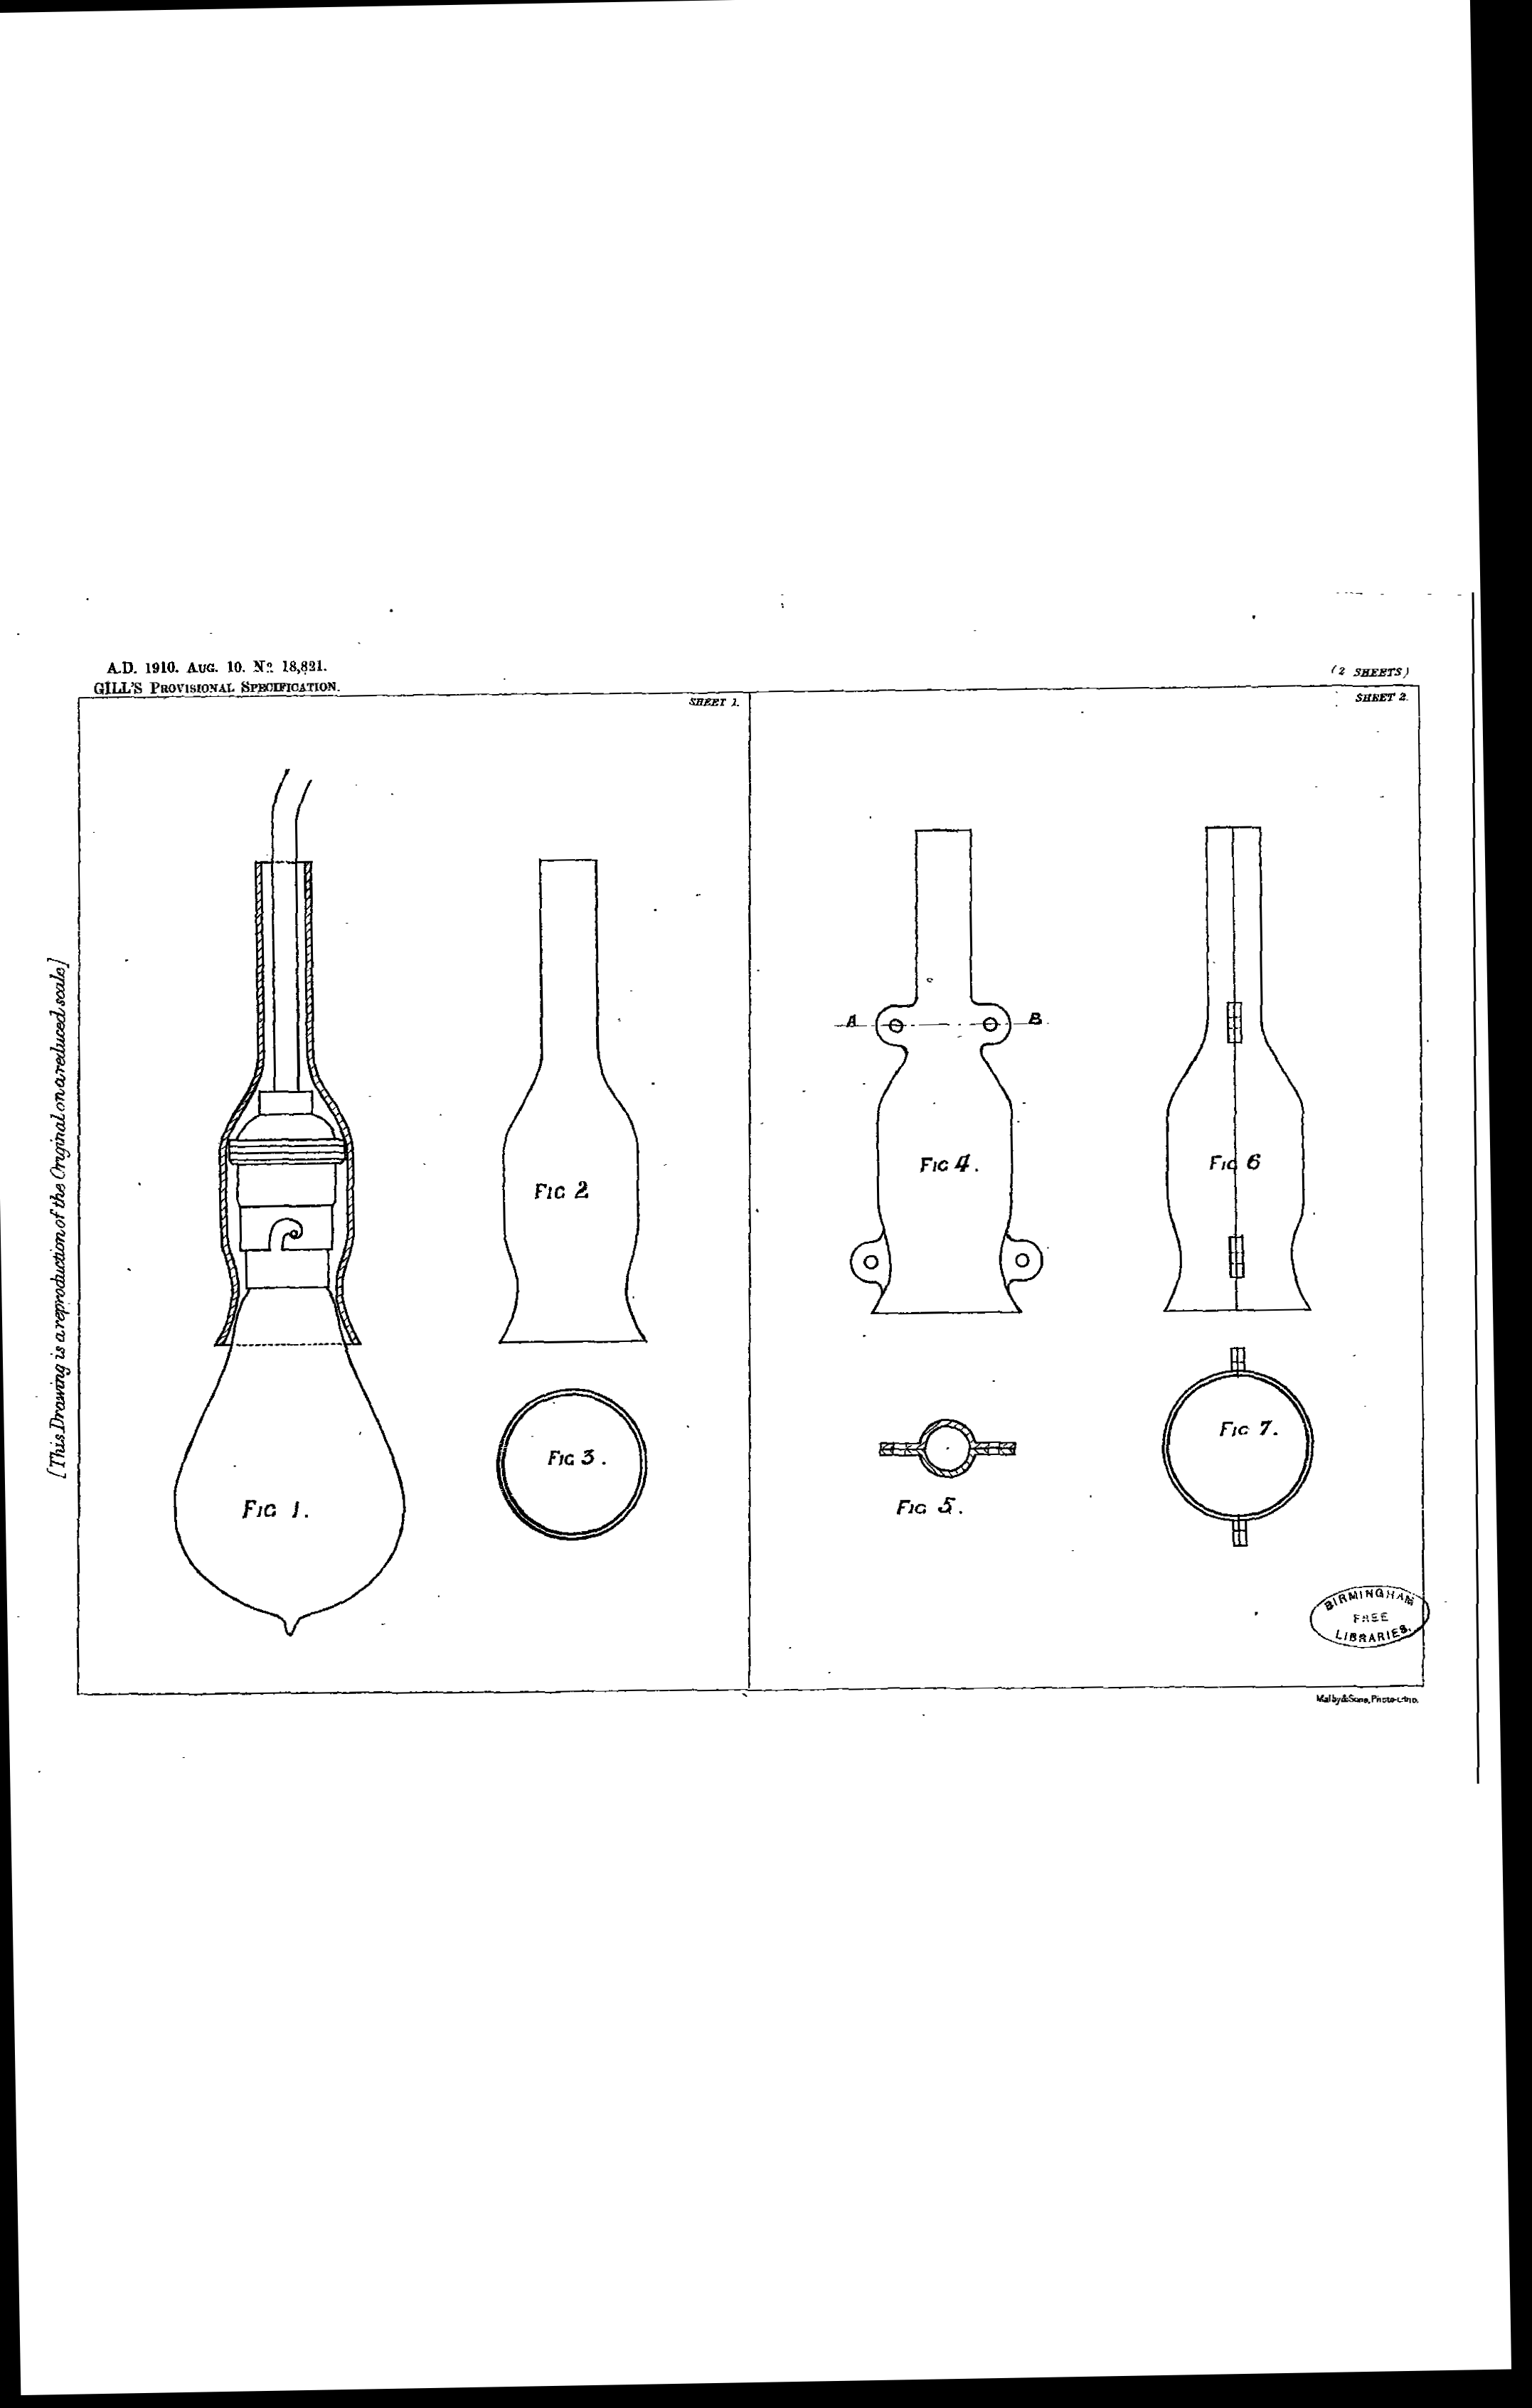 A.D. 1910. AUG. 10. No. 18,821.
GILL'S PROVISIONAL SPECIFICATION.
(2 SHEETS)
SHEET 1.
SHEET 2.
[This Drawing is a reproduction of the Original on a reduced scale]
FIG 1.
FIG 2
FIG 3.
A
B
FIG 4.
FIG 5.
FIG 6
FIG 7.
BIRMINGHAM
FREE
LIBRARIES.
Malby & Sons, Photo-Litho.